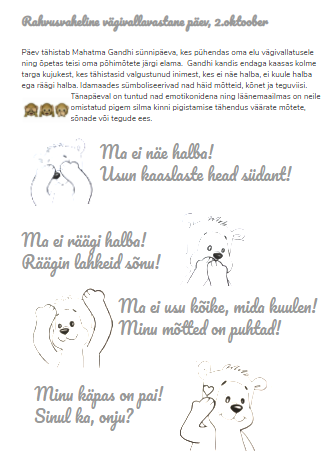 Rahvusvaheline vägivallavastane päev, 2.oktoober
Päev tähistab Mahatma Gandhi sünnipäeva, kes pühendas oma elu vägivallatusele
ning õpetas teisi oma põhimõtete järgi elama. Gandhi kandis endaga kaasas kolme
targa kujukest, kes tähistasid valgustunud inimest, kes ei näe halba, ei kuule halba
ega räägi halba. Idamaades sümboliseerivad nad häid mõtteid, kõnet ja teguviisi.
Tänapäeval on tuntud nad emotikonidena ning läänemaailmas on neile
omistatud pigem silma kinni pigistamise tähendus väärate mõtete,
sõnade või tegude ees.
Ma ei näe halba!
Usun kaaslaste head südant!
Ma ei räägi halba!
Räägin lahkeid sõnu!
Ma ei usu kõike, mida kuulen!
Minu mõtted on puhtad!
Minu käpas on pai!
Sinul ka, onju?